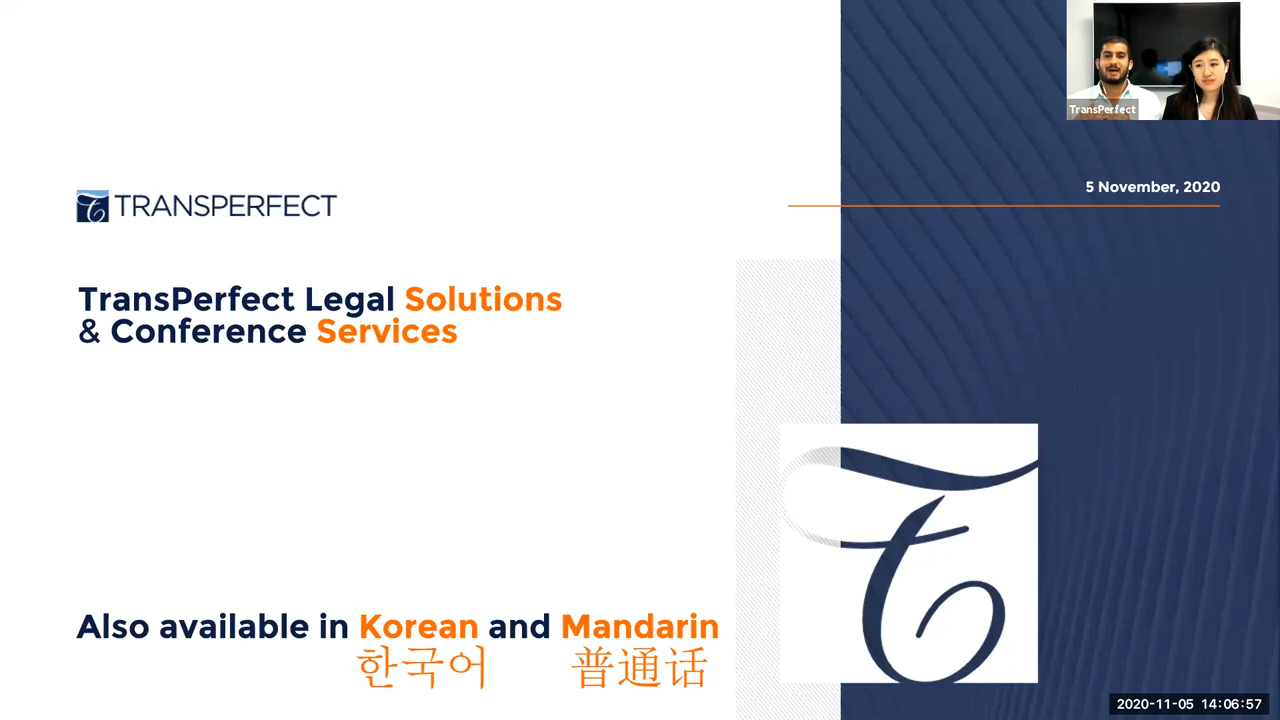 TransPerfect
5 November, 2020
TRANSPERFECT
TransPerfect Legal Solutions
& Conference Services
Also available in Korean and Mandarin
한국어 普通话
2020-11-05 14:06:57